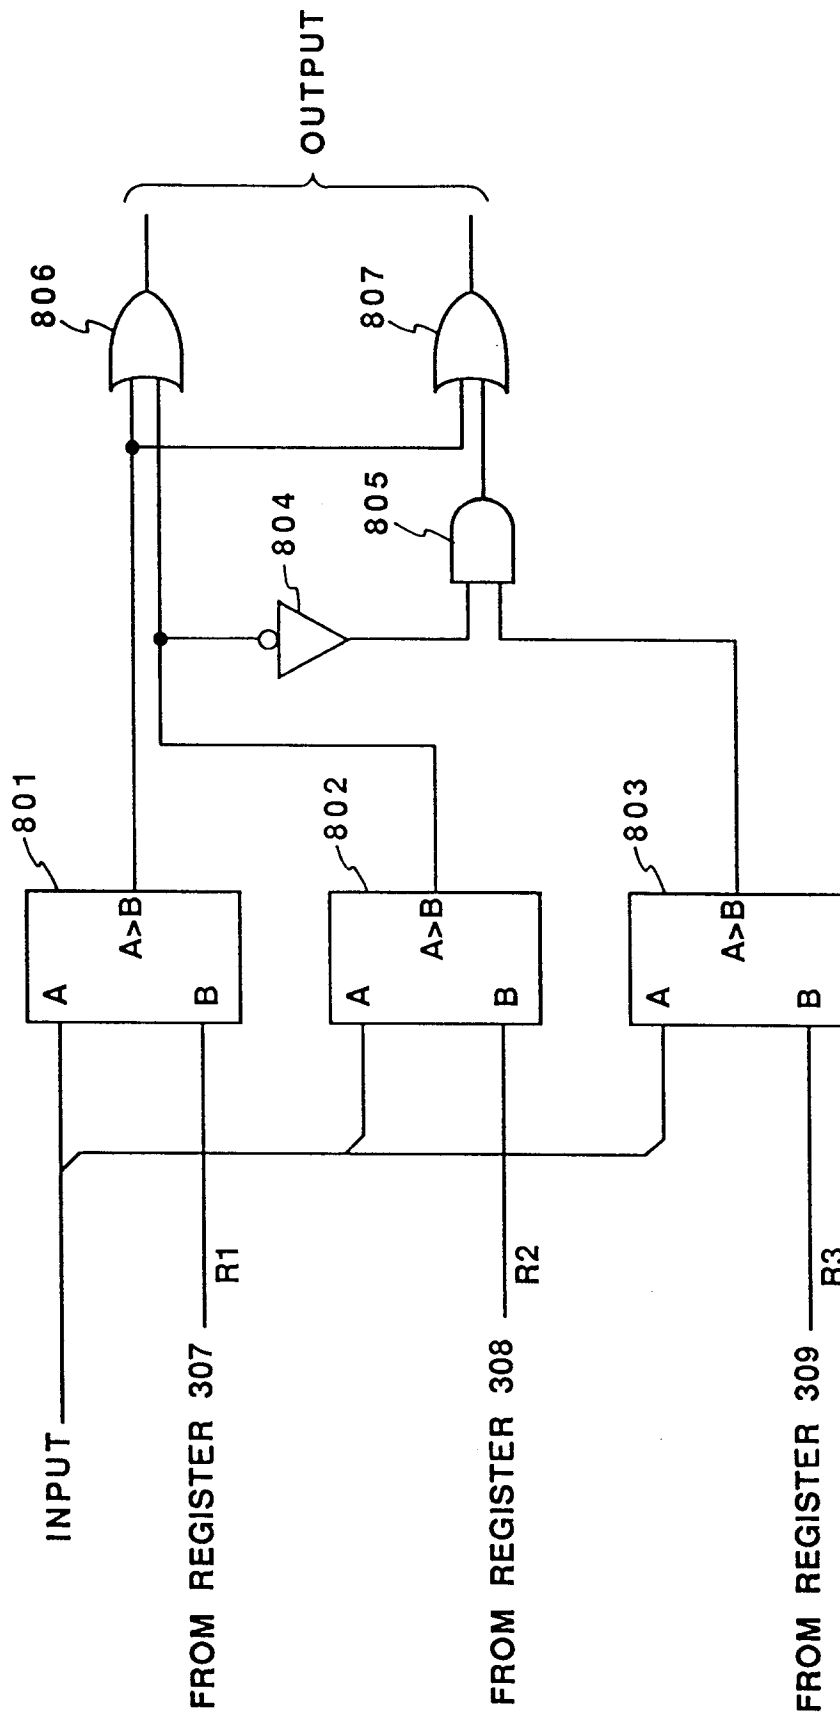 INPUT
FROM REGISTER 307
R1
A
B
A>B
801
806
FROM REGISTER 308
R2
A
B
A>B
802
804
805
807
OUTPUT
FROM REGISTER 309
R3
A
B
A>B
803